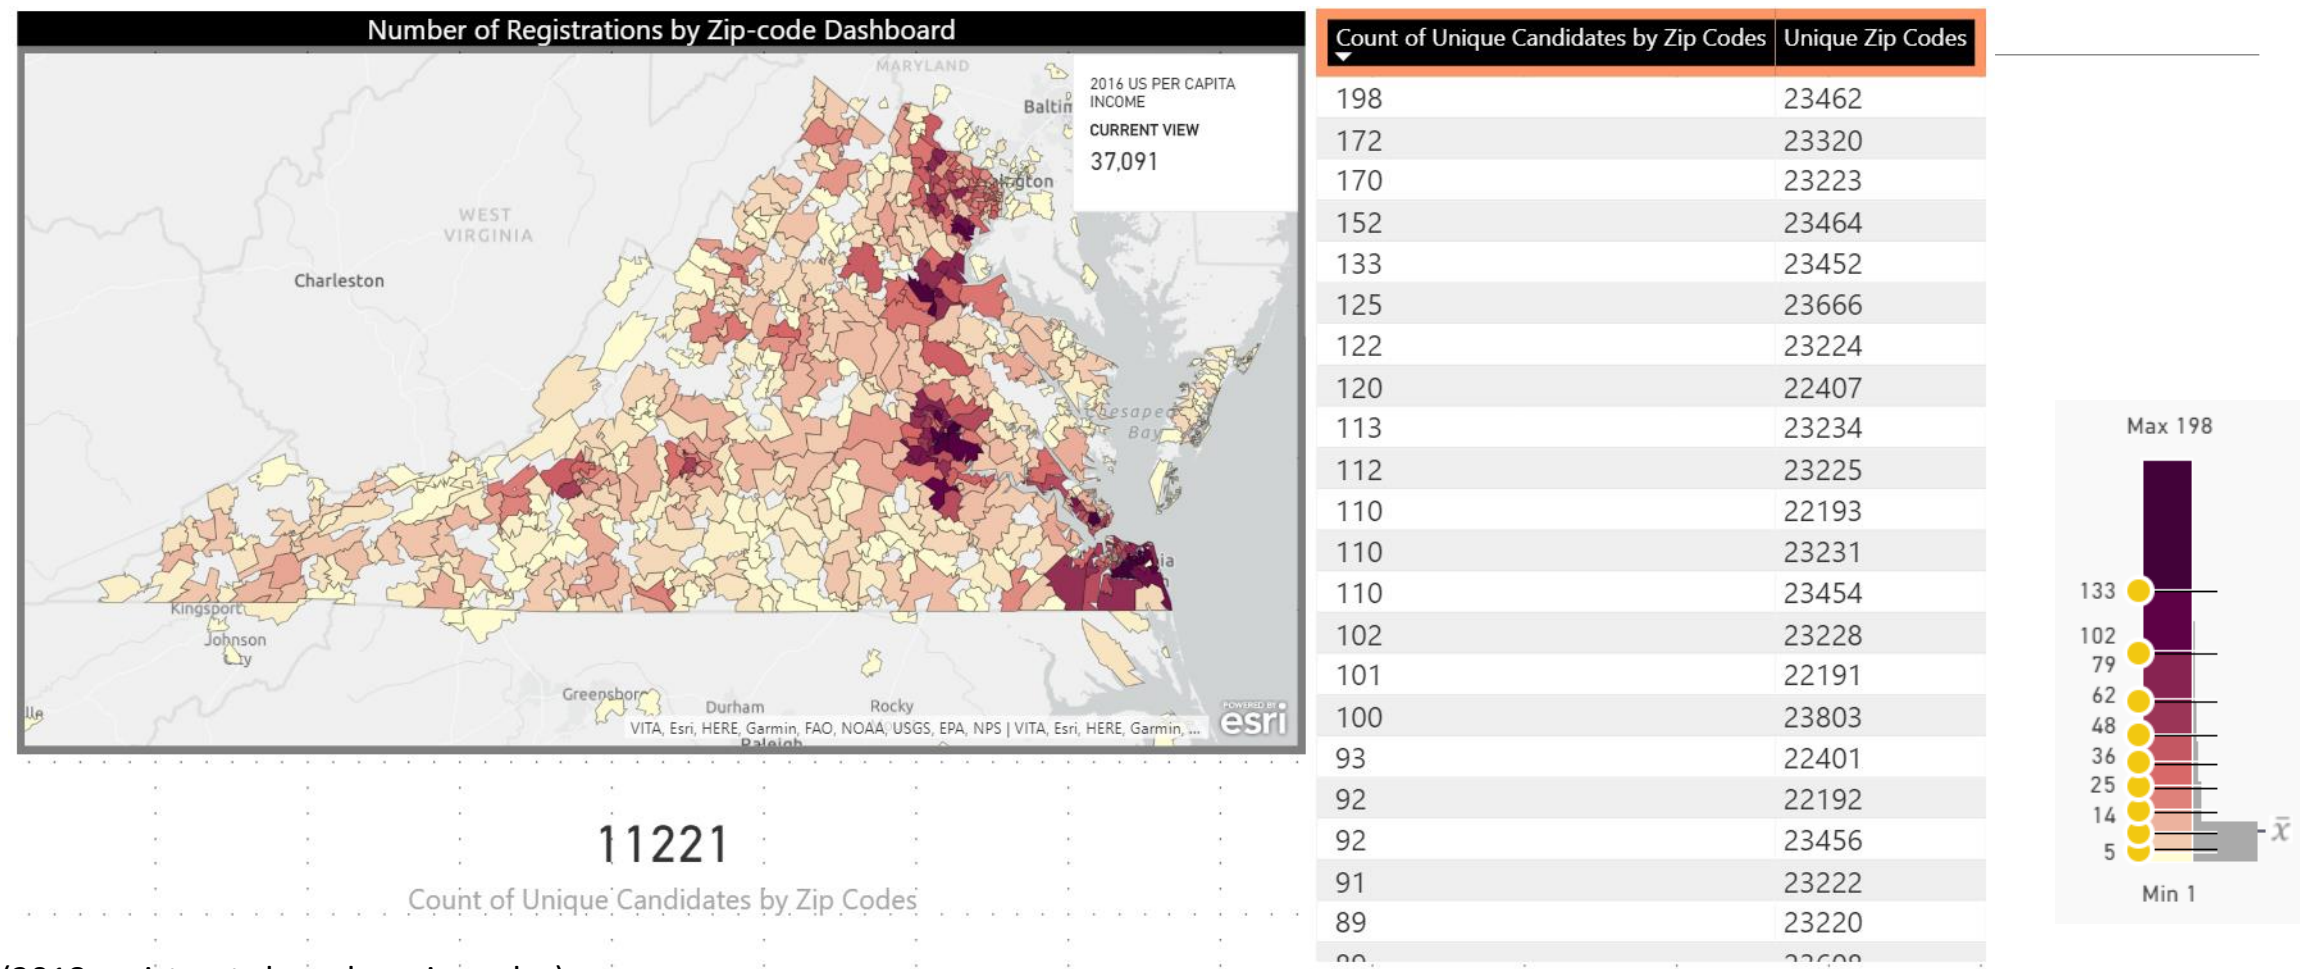 Number of Registrations by Zip-code Dashboard
MARYLAND
2016 US PER CAPITA
INCOME
CURRENT VIEW
37,091
WEST
VIRGINIA
Charleston
Bay
Kingsport
Johnson
Greensboro
Durham
Rocky
VITA, Esri, HERE, Garmin, FAO, NOAA, USGS, EPA, NPS | VITA, Esri, HERE, Garmin, ...
POWERED BY
esri
Raleigh
11221
Count of Unique Candidates by Zip Codes
Count of Unique Candidates by Zip Codes Unique Zip Codes
198 23462
172 23320
170 23223
152 23464
133 23452
125 23666
122 23224
120 22407
113 23234
112 23225
110 22193
110 23231
110 23454
102 23228
101 22191
100 23803
93 22401
92 22192
92 23456
91 23222
89 23220
Max 198
133
102
79
62
48
36
25
14
5
x̄
Min 1